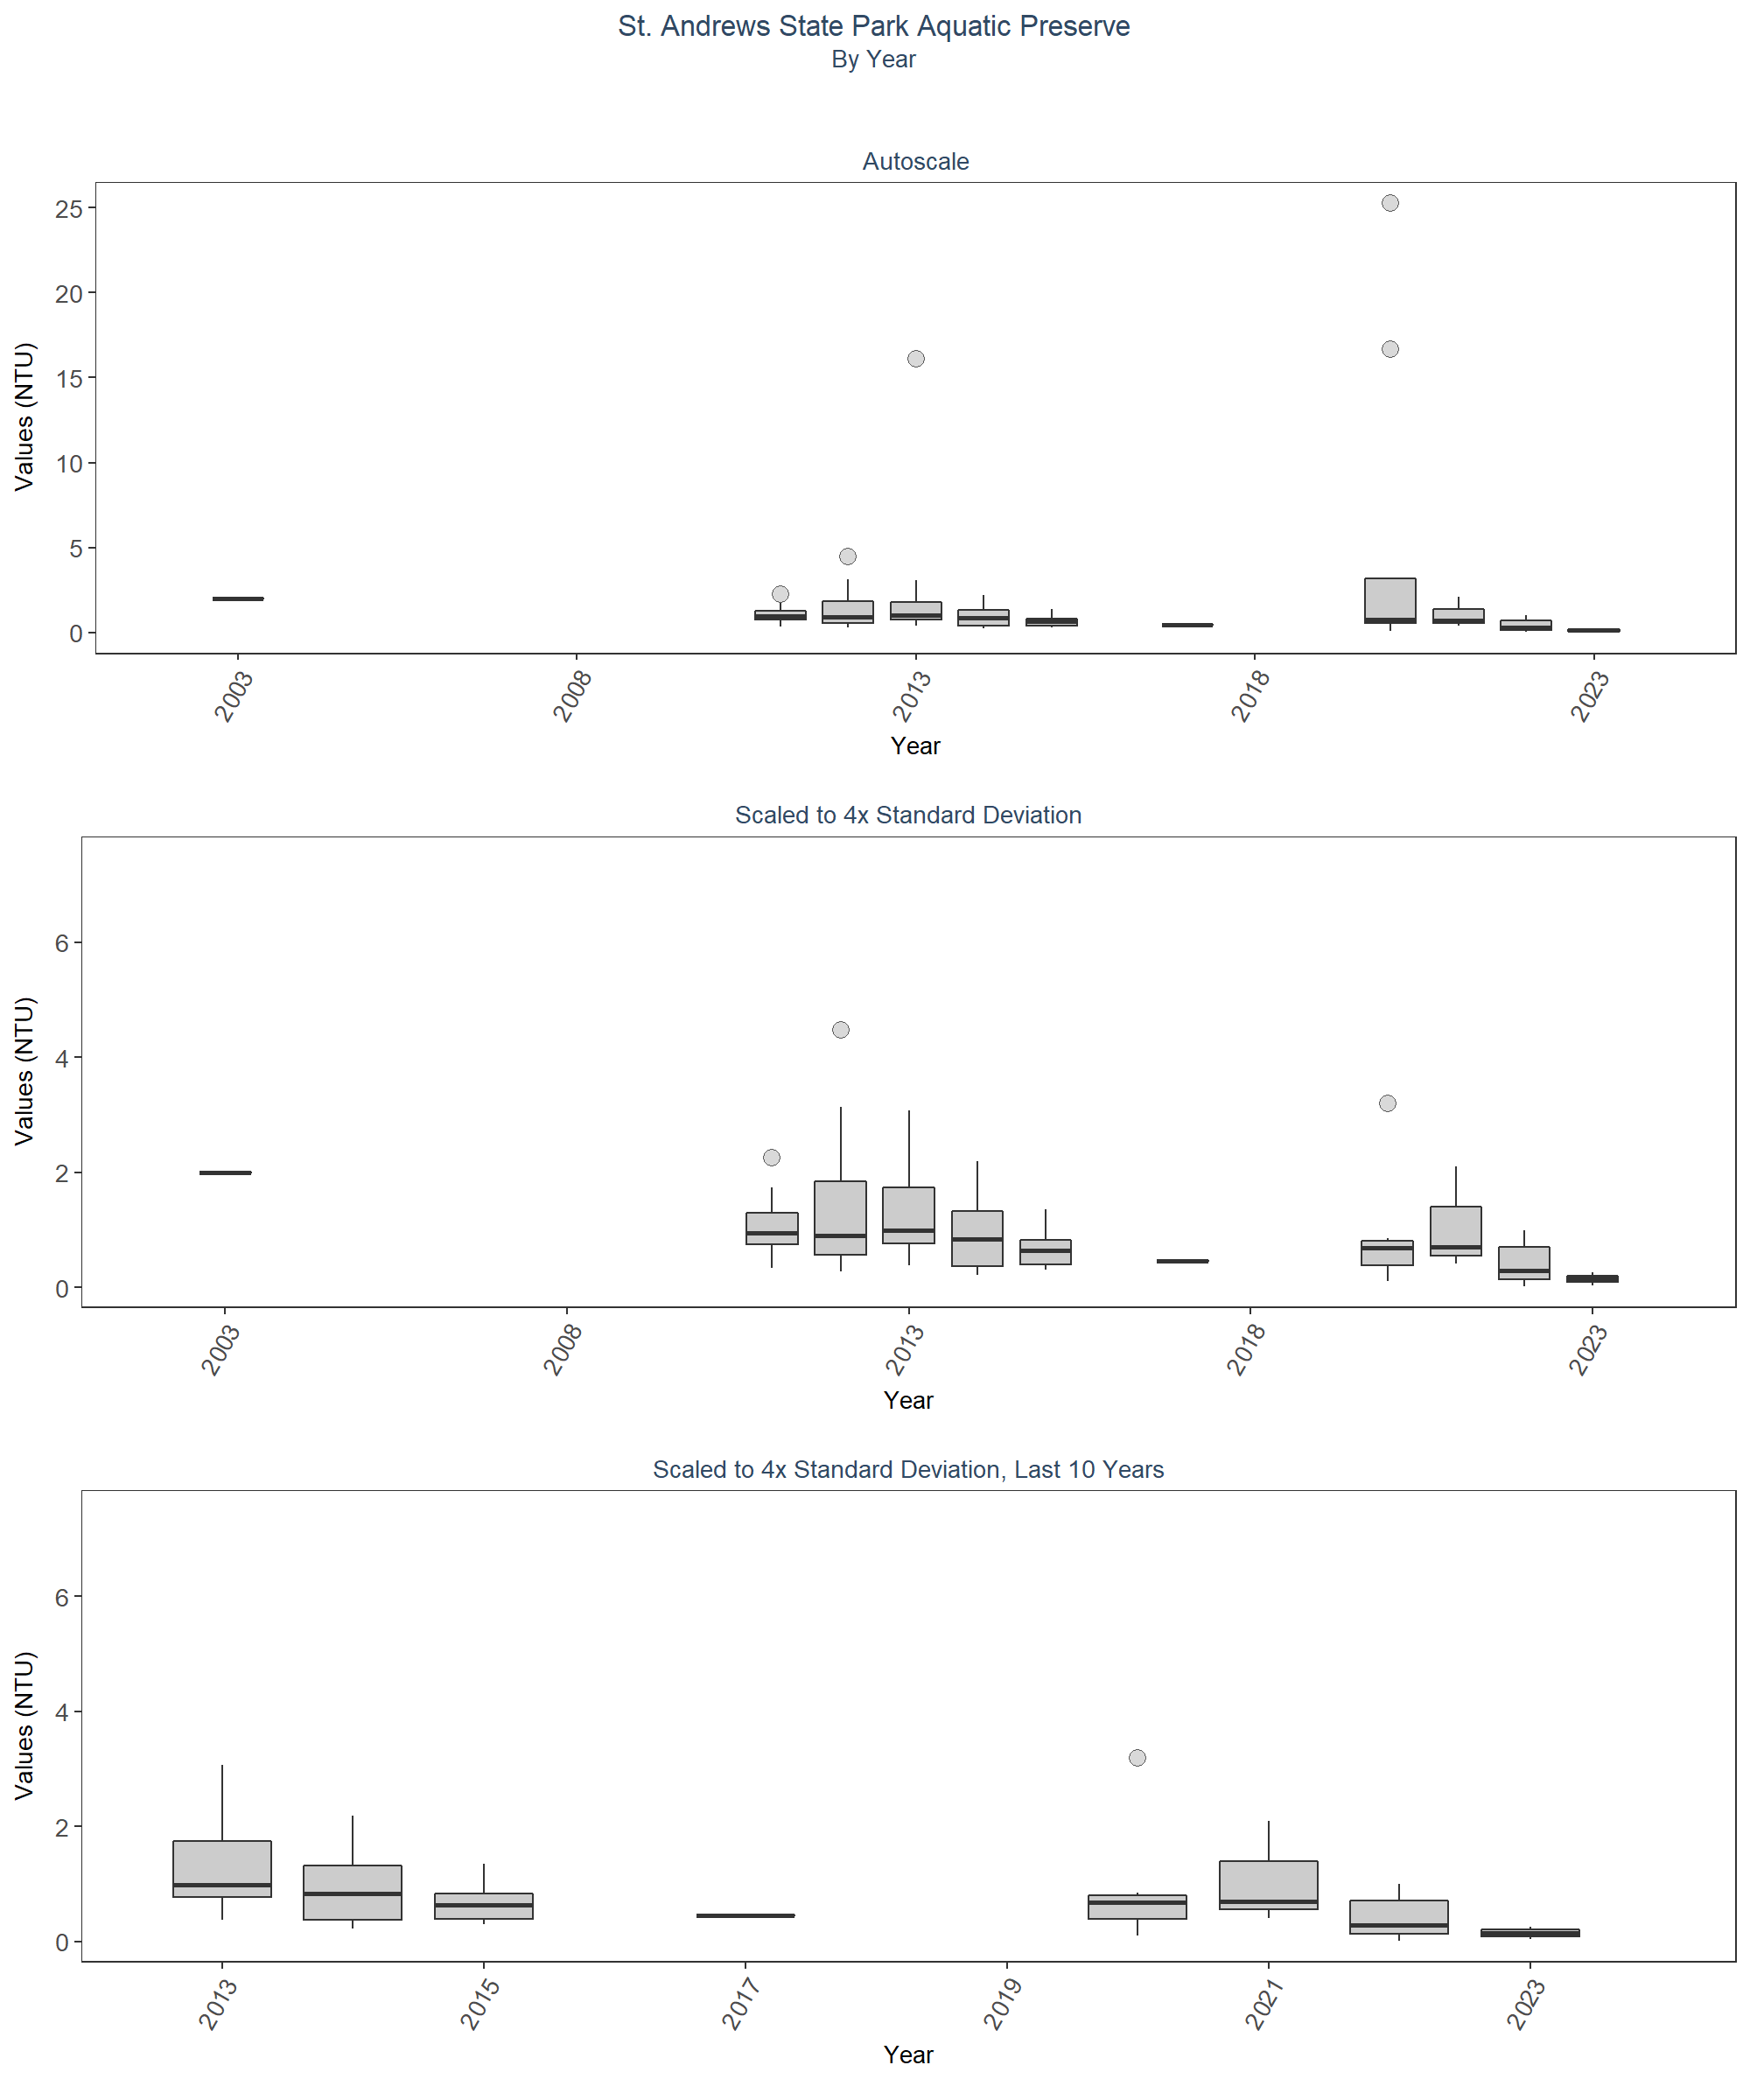 St. Andrews State Park Aquatic Preserve
By Year
Autoscale
Values (NTU)
25
20
15
10
5
0
2003
2008
2013
2018
2023
Year
Scaled to 4x Standard Deviation
Values (NTU)
6
4
2
0
2003
2008
2013
2018
2023
Year
Scaled to 4x Standard Deviation, Last 10 Years
Values (NTU)
6
4
2
0
2013
2015
2017
2019
2021
2023
Year